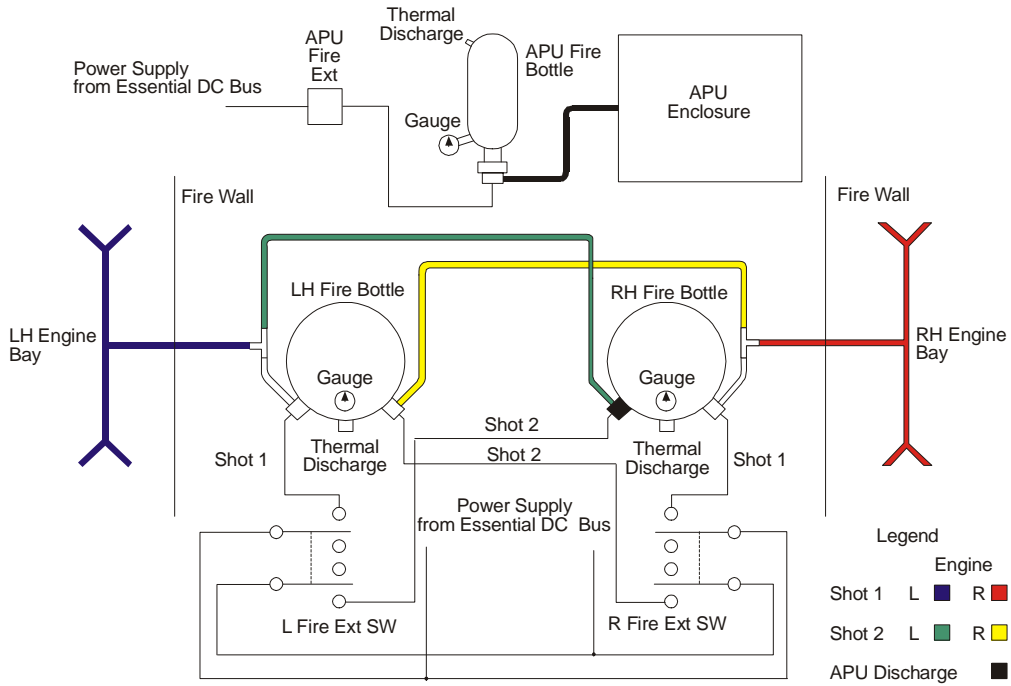 Thermal
Discharge
APU
Fire
Ext
APU Fire
Bottle
Power Supply
from Essential DC Bus
APU
Enclosure
Gauge
Fire Wall
Fire Wall
LH Fire Bottle
RH Fire Bottle
LH Engine
Bay
RH Engine
Bay
Gauge
Gauge
Shot 2
Thermal
Discharge
Thermal
Discharge
Shot 1
Shot 2
Shot 1
Power Supply
from Essential DC Bus
Legend
Engine
Shot 1 L R
L Fire Ext SW
R Fire Ext SW
Shot 2 L R
APU Discharge